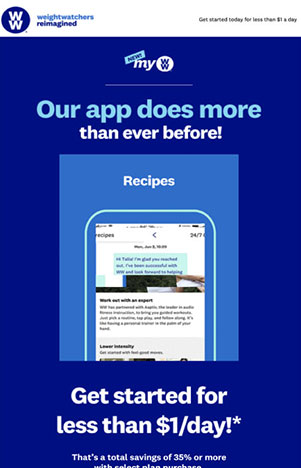 WW
weightwatchers
reimagined
Get started today for less than $1 a day
NEW
my WW
Our app does more
than ever before!
Recipes
recipes
24/7
Mon, Jun 3, 10:09
Hi Talia! I'm glad you reached
out. I've been successful with
WW and look forward to helping
Work out with an expert
WW has partnered with Aaptiv, the leader in audio
fitness instruction, to bring you guided workouts.
Just pick a routine, tap play, and follow along. It's
like having a personal trainer in the palm of your
hand.
Lower Intensity
Get started with feel-good moves.
Get started for
less than $1/day!*
That's a total savings of 35% or more
with select plan purchase